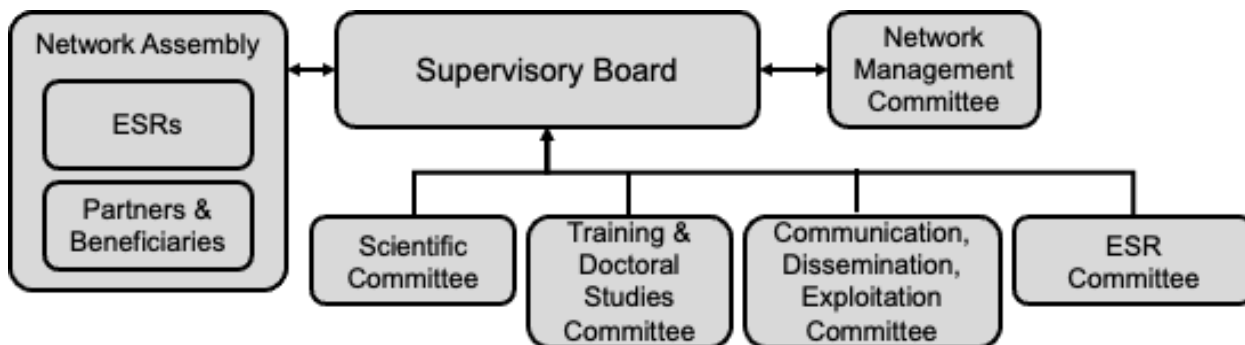 Network Assembly
ESRs
Partners &
Beneficiaries
Supervisory Board
Network
Management
Committee
Scientific
Committee
Training &
Doctoral
Studies
Committee
Communication,
Dissemination,
Exploitation
Committee
ESR
Committee